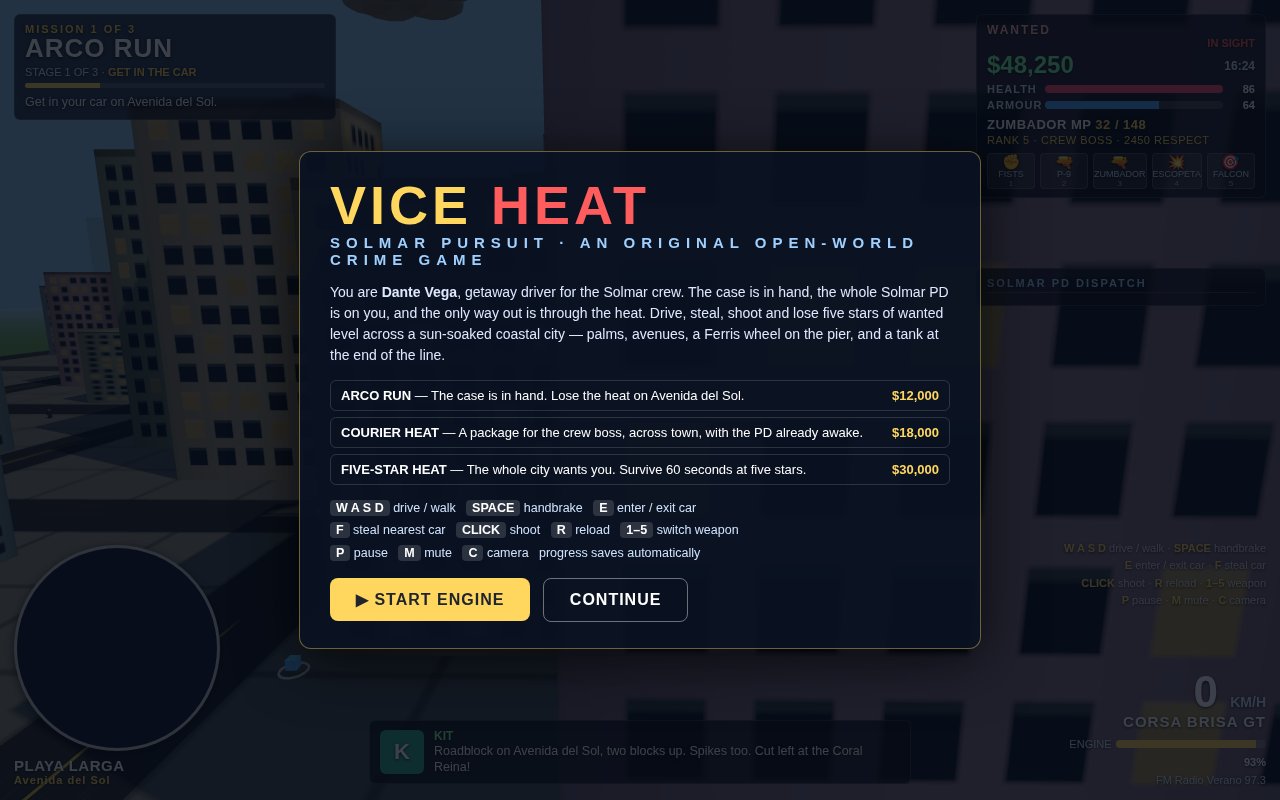 MISSION 1 OF 3
ARCO RUN
STAGE 1 OF 3 · GET IN THE CAR
Get in your car on Avenida del Sol.
WANTED
IN SIGHT
$48,250
16:24
HEALTH 86
ARMOUR 64
ZUMBADOR MP 32 / 148
RANK 5 · CREW BOSS · 2450 RESPECT
FISTS P-9 ZUMBADOR ESCOPETA FALCON
1 2 3 4 5
SOLMAR PD DISPATCH
VICE HEAT
SOLMAR PURSUIT · AN ORIGINAL OPEN-WORLD
CRIME GAME
You are Dante Vega, getaway driver for the Solmar crew. The case is in hand, the whole Solmar PD
is on you, and the only way out is through the heat. Drive, steal, shoot and lose five stars of wanted
level across a sun-soaked coastal city — palms, avenues, a Ferris wheel on the pier, and a tank at
the end of the line.
ARCO RUN — The case is in hand. Lose the heat on Avenida del Sol. $12,000
COURIER HEAT — A package for the crew boss, across town, with the PD already awake. $18,000
FIVE-STAR HEAT — The whole city wants you. Survive 60 seconds at five stars. $30,000
W A S D drive / walk SPACE handbrake E enter / exit car
F steal nearest car CLICK shoot R reload 1–5 switch weapon
P pause M mute C camera progress saves automatically
▶ START ENGINE CONTINUE
W A S D drive / walk · SPACE handbrake
E enter / exit car · F steal car
CLICK shoot · R reload · 1–5 weapon
P pause · M mute · C camera
K
KIT
Roadblock on Avenida del Sol, two blocks up. Spikes too. Cut left at the Coral
Reina!
PLAYA LARGA
Avenida del Sol
0 KM/H
CORSA BRISA GT
ENGINE
93%
FM Radio Verano 97.3